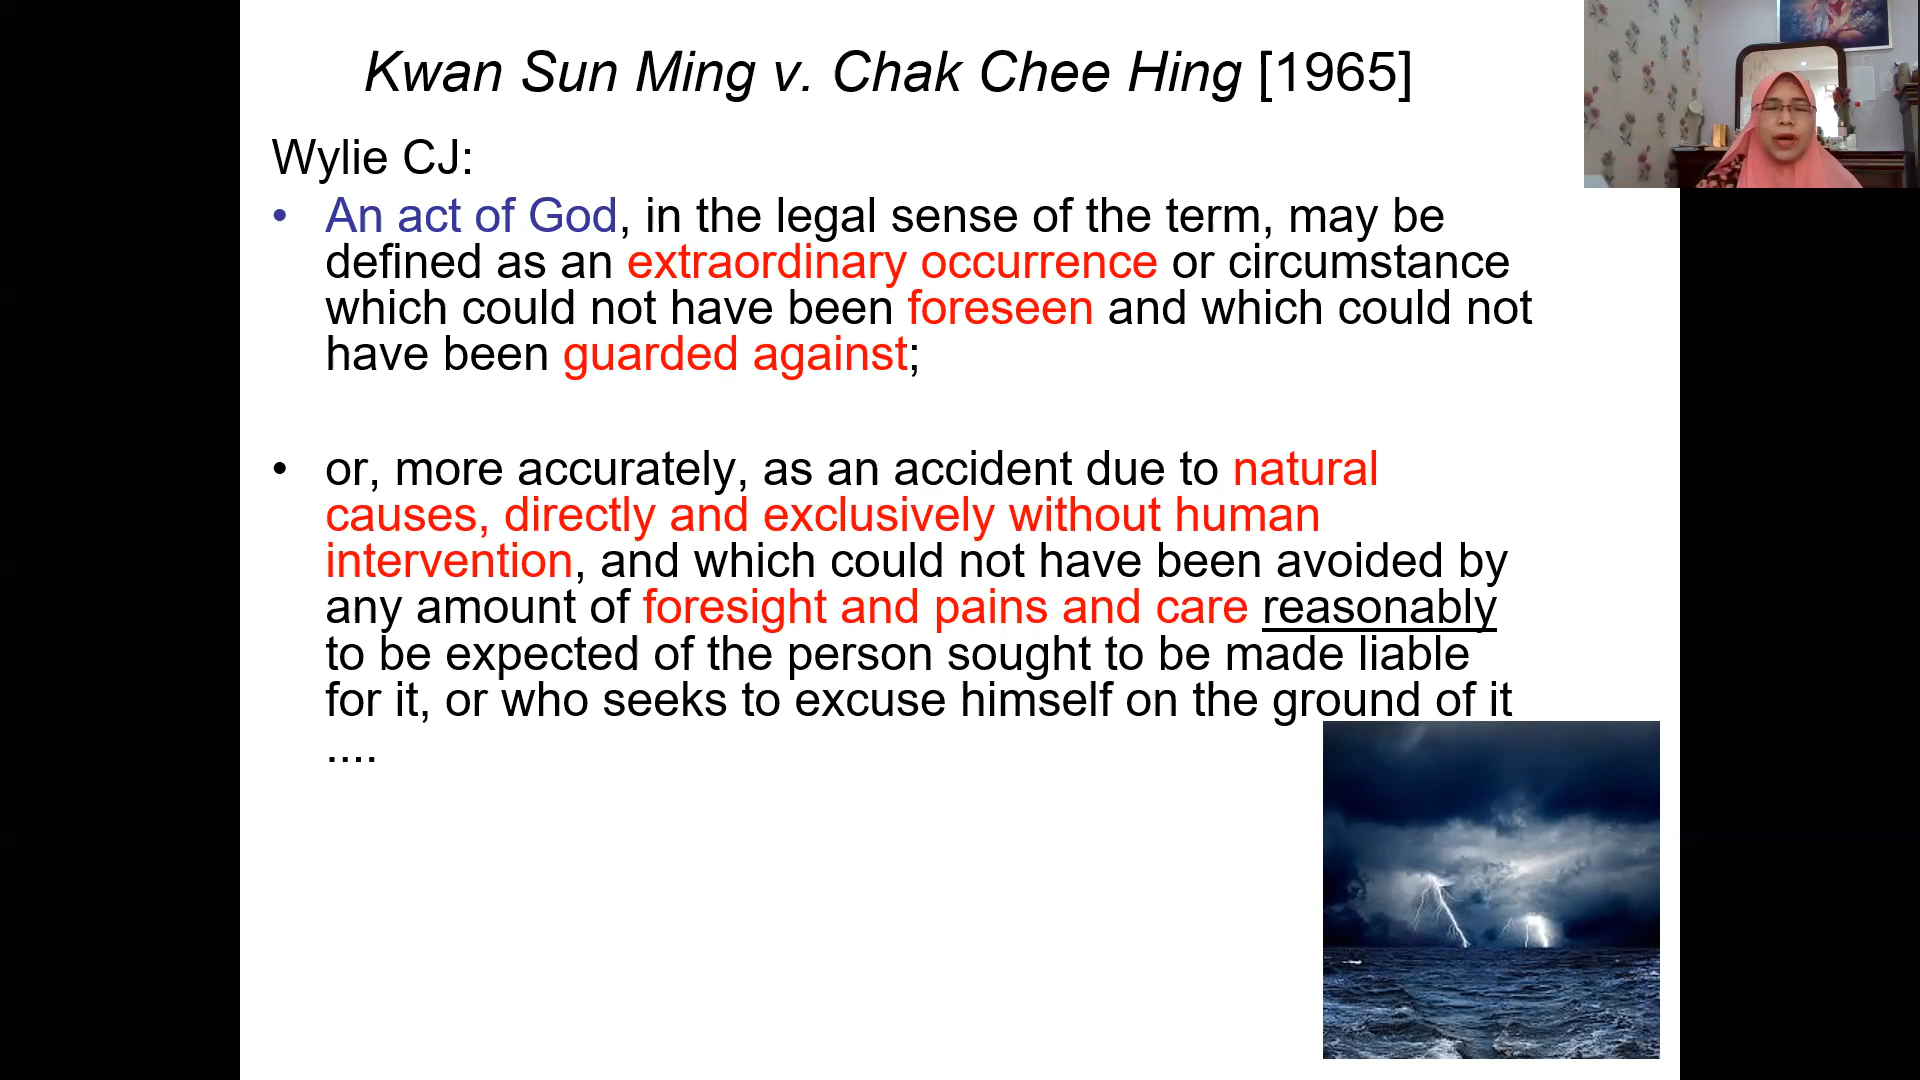 Kwan Sun Ming v. Chak Chee Hing [1965]
Wylie CJ:
• An act of God, in the legal sense of the term, may be
defined as an extraordinary occurrence or circumstance
which could not have been foreseen and which could not
have been guarded against;
• or, more accurately, as an accident due to natural
causes, directly and exclusively without human
intervention, and which could not have been avoided by
any amount of foresight and pains and care reasonably
to be expected of the person sought to be made liable
for it, or who seeks to excuse himself on the ground of it
....